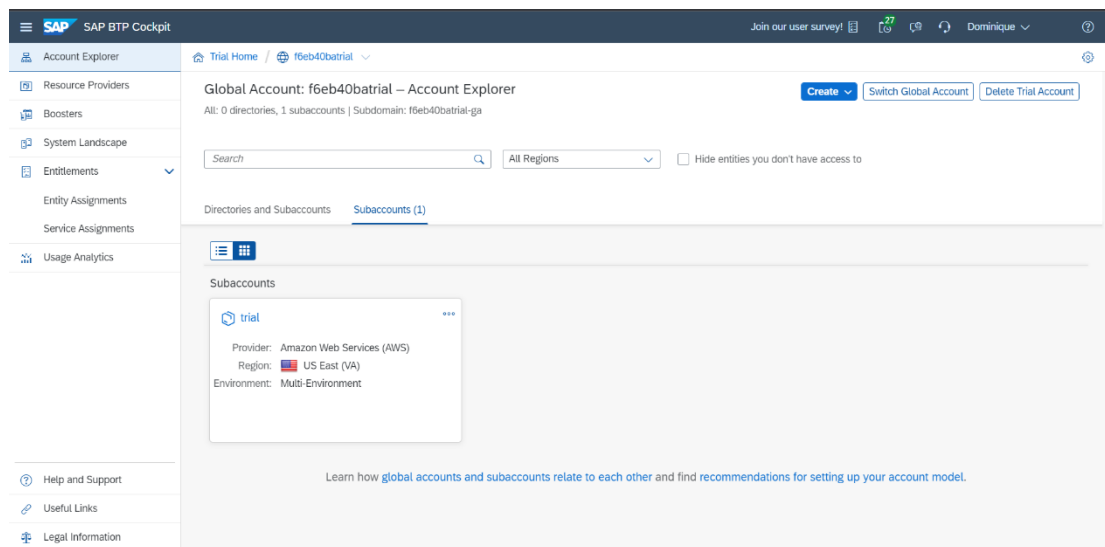 SAP SAP BTP Cockpit
Join our user survey!
27
Dominique
Account Explorer
Resource Providers
Boosters
System Landscape
Entitlements
Entity Assignments
Service Assignments
Usage Analytics
Help and Support
Useful Links
Legal Information
Trial Home / f6eb40batrial
Global Account: f6eb40batrial – Account Explorer
Create
Switch Global Account
Delete Trial Account
All: 0 directories, 1 subaccounts | Subdomain: f6eb40batrial-ga
Search
All Regions
Hide entities you don't have access to
Directories and Subaccounts
Subaccounts (1)
Subaccounts
trial
Provider: Amazon Web Services (AWS)
Region: US East (VA)
Environment: Multi-Environment
Learn how global accounts and subaccounts relate to each other and find recommendations for setting up your account model.